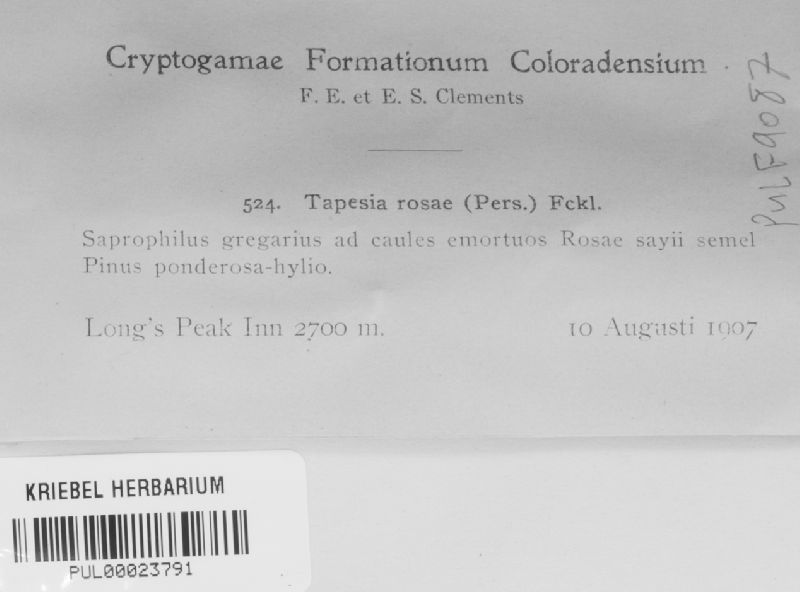 Cryptogamae Formationum Coloradensium
F. E. et E. S. Clements
524. Tapesia rosae (Pers.) Fckl.
Saprophilus gregarius ad caules emortuos Rosae sayii semel
Pinus ponderosa-hylio.
Long's Peak Inn 2700 m. 10 Augusti 1907
PULF9087
KRIEBEL HERBARIUM
PUL00023791